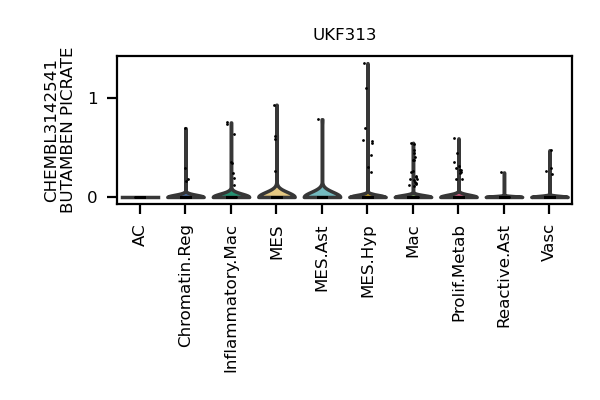 UKF313
CHEMBL3142541
BUTAMBEN PICRATE
1
0
AC
Chromatin.Reg
Inflammatory.Mac
MES
MES.Ast
MES.Hyp
Mac
Prolif.Metab
Reactive.Ast
Vasc